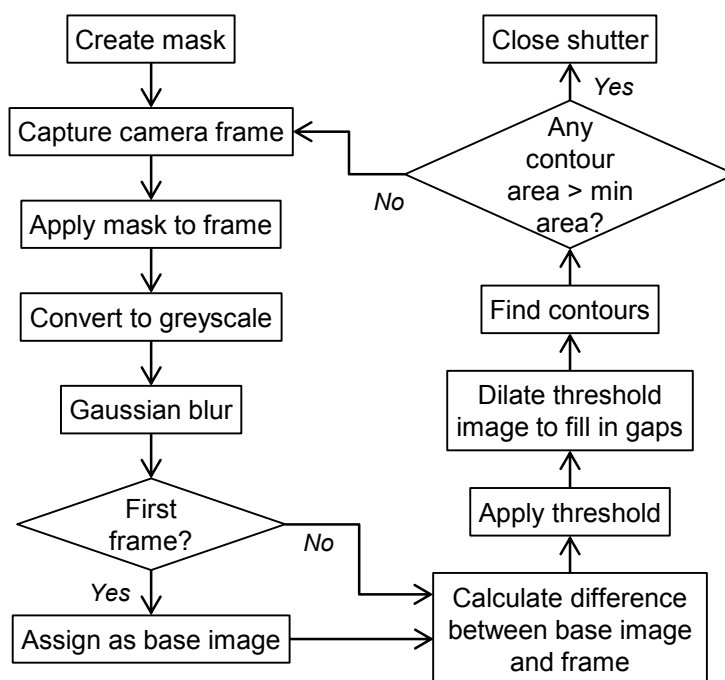 Create mask
Capture camera frame
Apply mask to frame
Convert to greyscale
Gaussian blur
First
frame?
Yes
No
Assign as base image
Calculate difference
between base image
and frame
Apply threshold
Dilate threshold
image to fill in gaps
Find contours
Any
contour
area > min
area?
No
Yes
Close shutter